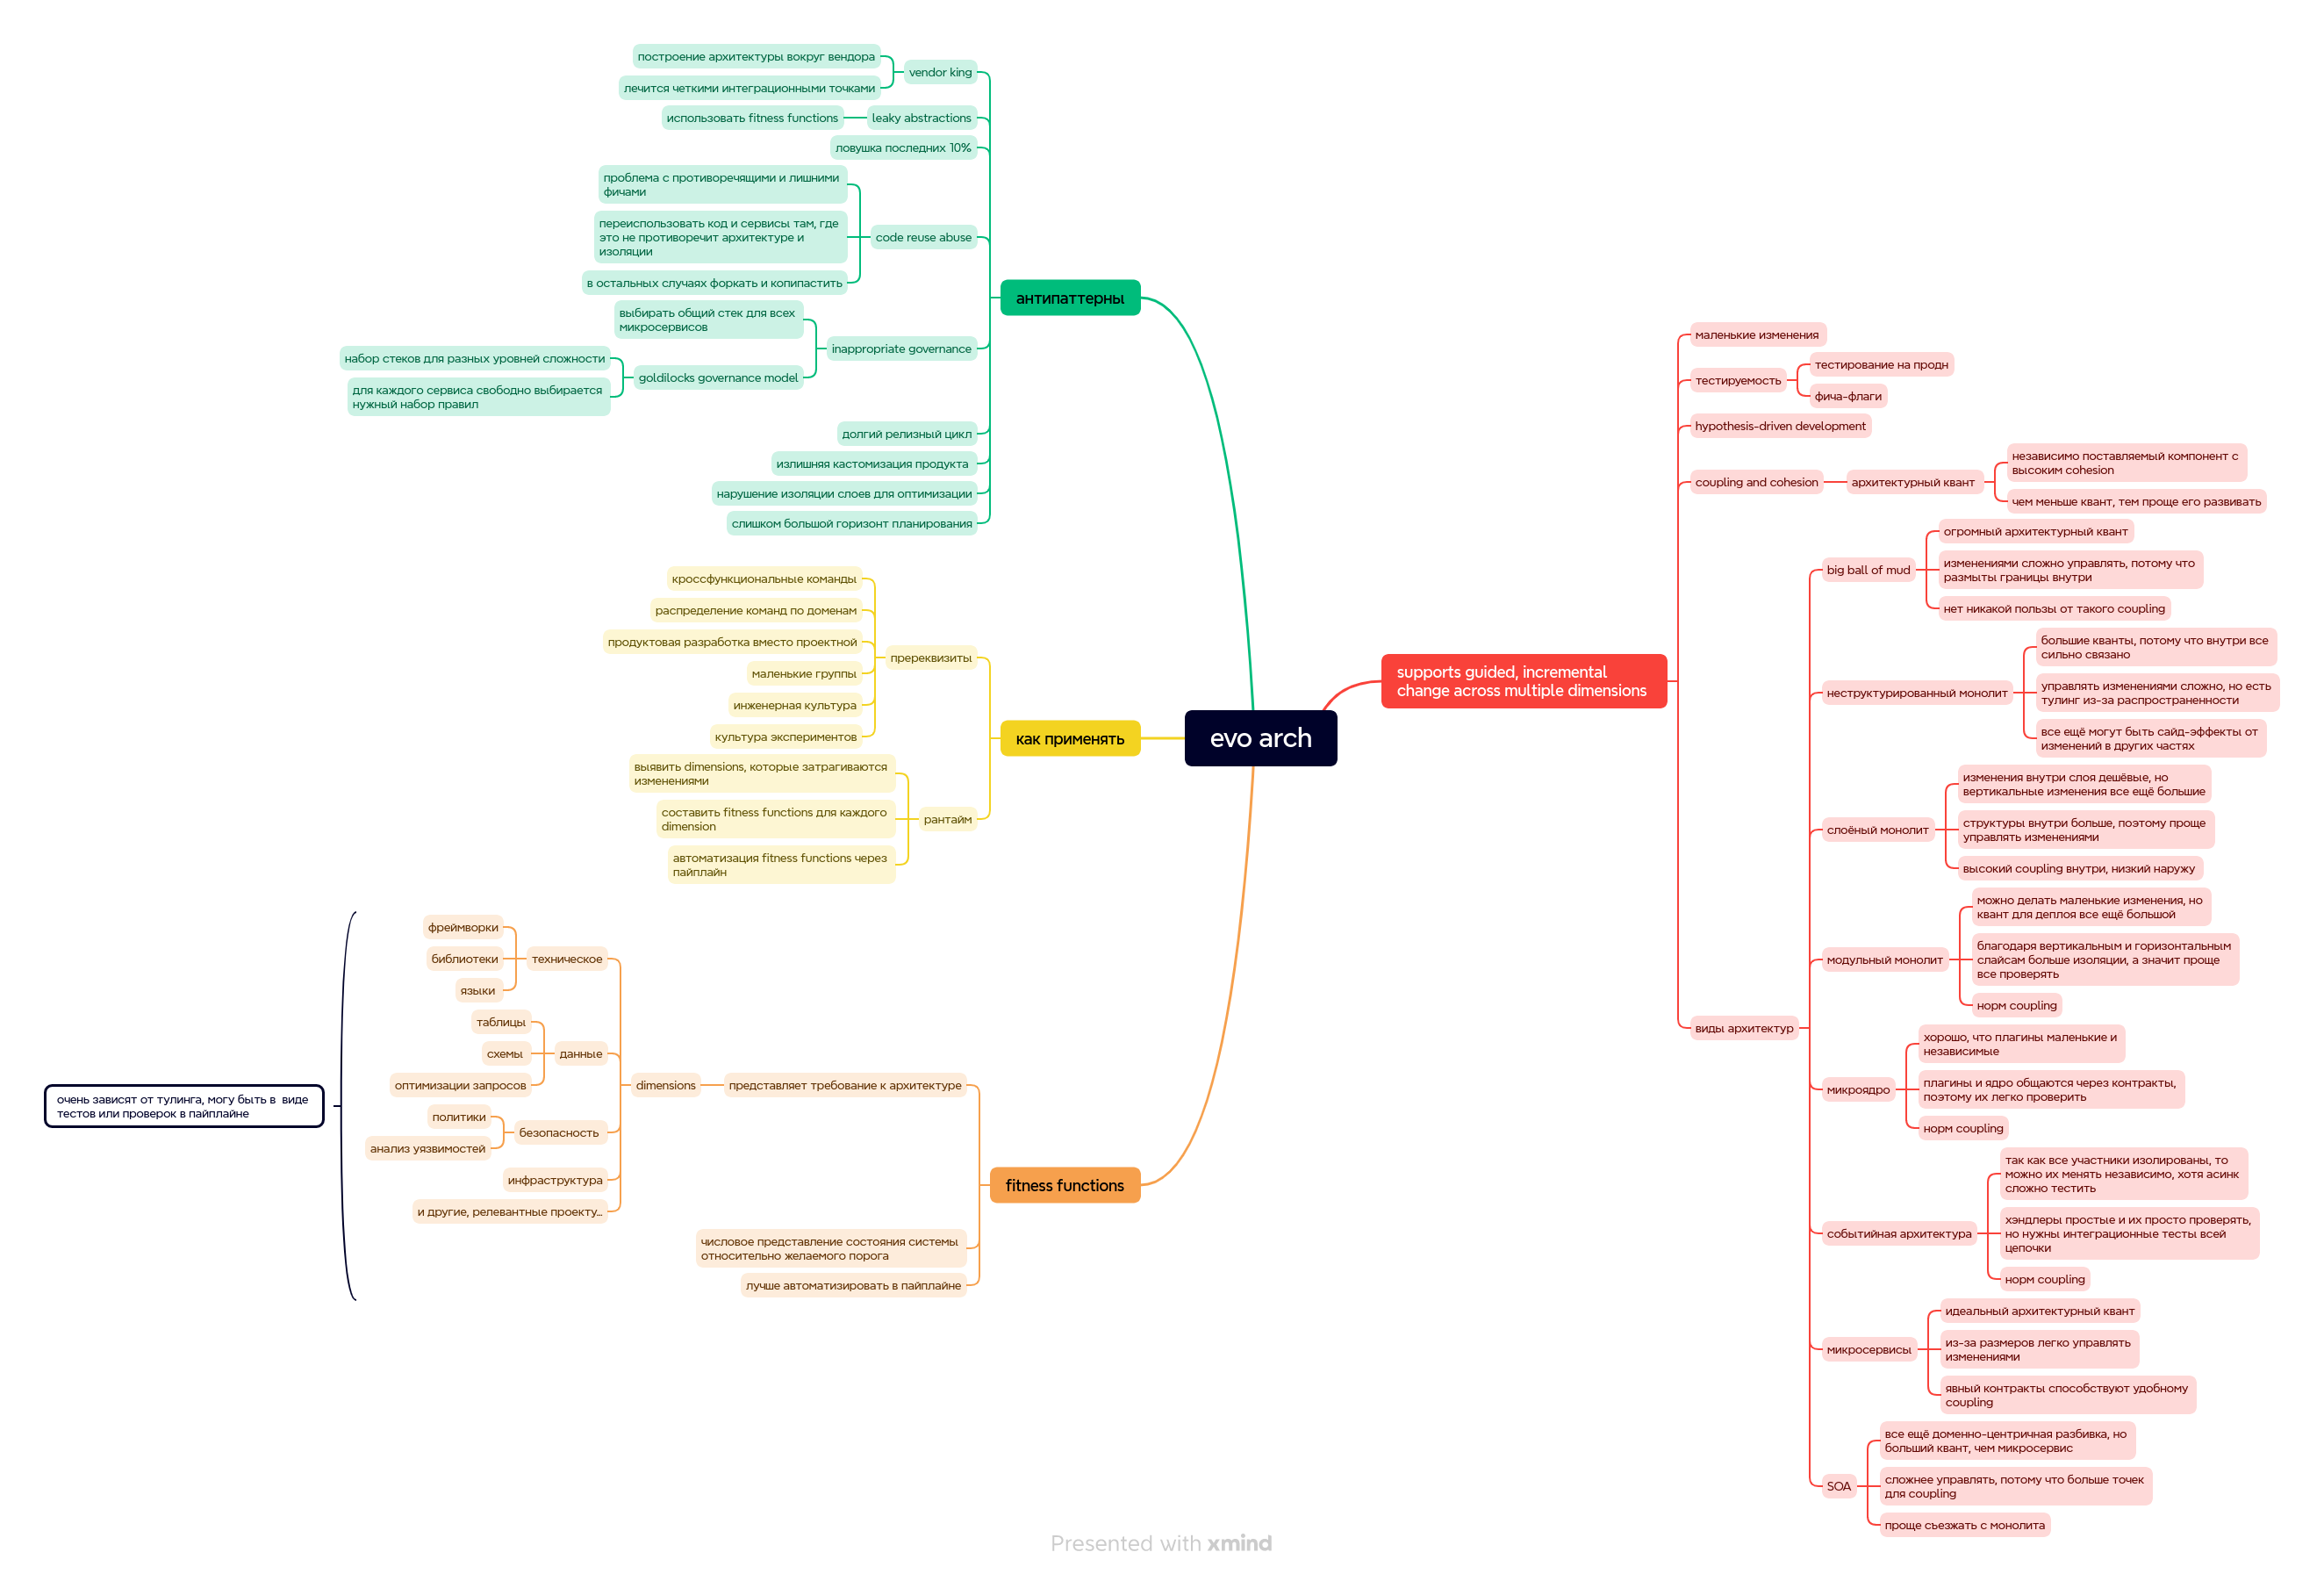 evo arch
supports guided, incremental
change across multiple dimensions
маленькие изменения
тестируемость
тестирование на продн
фича-флаги
hypothesis-driven development
coupling and cohesion
архитектурный квант
независимо поставляемый компонент с
высоким cohesion
чем меньше квант, тем проще его развивать
виды архитектур
big ball of mud
огромный архитектурный квант
изменениями сложно управлять, потому что
размыты границы внутри
нет никакой пользы от такого coupling
неструктурированный монолит
большие кванты, потому что внутри все
сильно связано
управлять изменениями сложно, но есть
тулинг из-за распространенности
все ещё могут быть сайд-эффекты от
изменений в других частях
слоёный монолит
изменения внутри слоя дешёвые, но
вертикальные изменения все ещё большие
структуры внутри больше, поэтому проще
управлять изменениями
высокий coupling внутри, низкий наружу
модульный монолит
можно делать маленькие изменения, но
квант для деплоя все ещё большой
благодаря вертикальным и горизонтальным
слайсам больше изоляции, а значит проще
все проверять
норм coupling
микроядро
хорошо, что плагины маленькие и
независимые
плагины и ядро общаются через контракты,
поэтому их легко проверить
норм coupling
событийная архитектура
так как все участники изолированы, то
можно их менять независимо, хотя асинк
сложно тестить
хэндлеры простые и их просто проверять,
но нужны интеграционные тесты всей
цепочки
норм coupling
микросервисы
идеальный архитектурный квант
из-за размеров легко управлять
изменениями
явный контракты способствуют удобному
coupling
SOA
все ещё доменно-центричная разбивка, но
больший квант, чем микросервис
сложнее управлять, потому что больше точек
для coupling
проще съезжать с монолита
антипаттерны
vendor king
построение архитектуры вокруг вендора
лечится четкими интеграционными точками
leaky abstractions
использовать fitness functions
ловушка последних 10%
code reuse abuse
проблема с противоречящими и лишними
фичами
переиспользовать код и сервисы там, где
это не противоречит архитектуре и
изоляции
в остальных случаях форкать и копипастить
inappropriate governance
выбирать общий стек для всех
микросервисов
goldilocks governance model
набор стеков для разных уровней сложности
для каждого сервиса свободно выбирается
нужный набор правил
долгий релизный цикл
излишняя кастомизация продукта
нарушение изоляции слоев для оптимизации
слишком большой горизонт планирования
как применять
пререквизиты
кроссфункциональные команды
распределение команд по доменам
продуктовая разработка вместо проектной
маленькие группы
инженерная культура
культура экспериментов
рантайм
выявить dimensions, которые затрагиваются
изменениями
составить fitness functions для каждого
dimension
автоматизация fitness functions через
пайплайн
fitness functions
представляет требование к архитектуре
dimensions
техническое
фреймворки
библиотеки
языки
данные
таблицы
схемы
оптимизации запросов
безопасность
политики
анализ уязвимостей
инфраструктура
и другие, релевантные проекту...
числовое представление состояния системы
относительно желаемого порога
лучше автоматизировать в пайплайне
очень зависят от тулинга, могу быть в виде
тестов или проверок в пайплайне
Presented with xmind